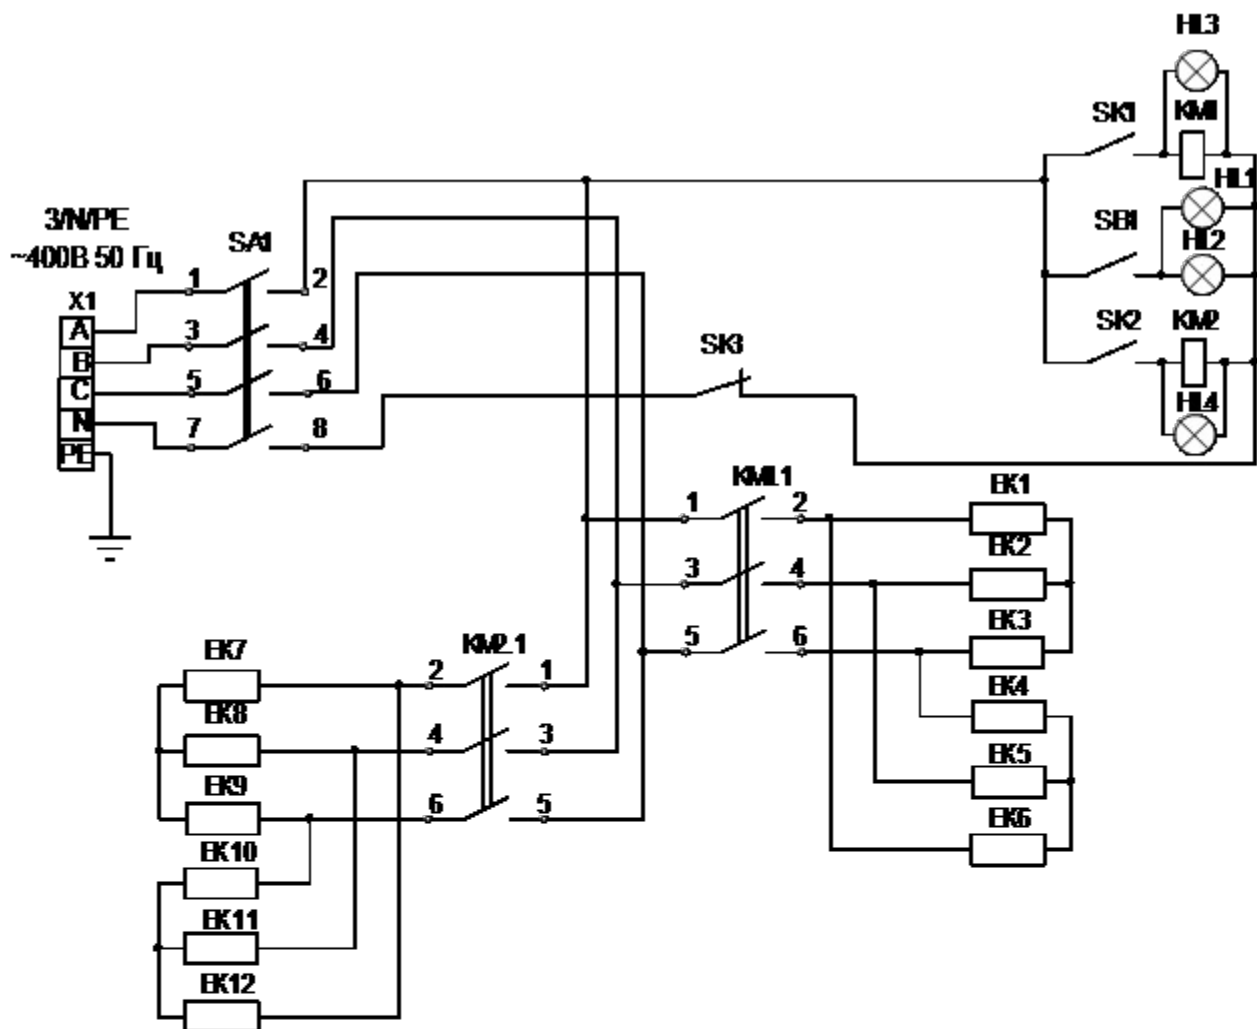 HL3
SK1 KM1
HL1
3/N/PE
~400В 50 Гц
SA1
SB1
HL2
X1
1 2
A
3 4
SK2 KM2
B
SK3
C 5 6
HL4
N 7 8
PE
KM1.1
EK1
1 2
EK2
3 4
EK3
5 6
EK7 KM2.1
2 1
EK4
EK8
4 3
EK5
EK9
6 5
EK6
EK10
EK11
EK12